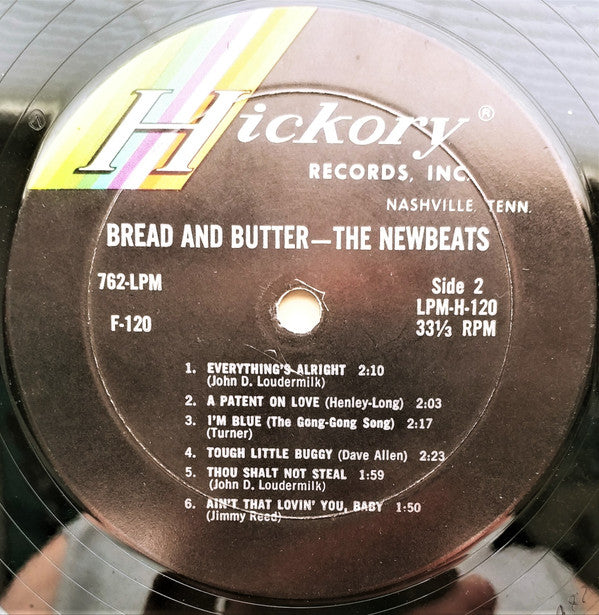 Hickory®
RECORDS, INC.
NASHVILLE, TENN.
BREAD AND BUTTER—THE NEWBEATS
762-LPM
Side 2
LPM-H-120
F-120
33⅓ RPM
1. EVERYTHING'S ALRIGHT 2:10
(John D. Loudermilk)
2. A PATENT ON LOVE (Henley-Long) 2:03
3. I'M BLUE (The Gong-Gong Song) 2:17
(Turner)
4. TOUGH LITTLE BUGGY (Dave Allen) 2:23
5. THOU SHALT NOT STEAL 1:59
(John D. Loudermilk)
6. AIN'T THAT LOVIN' YOU, BABY 1:50
(Jimmy Reed)